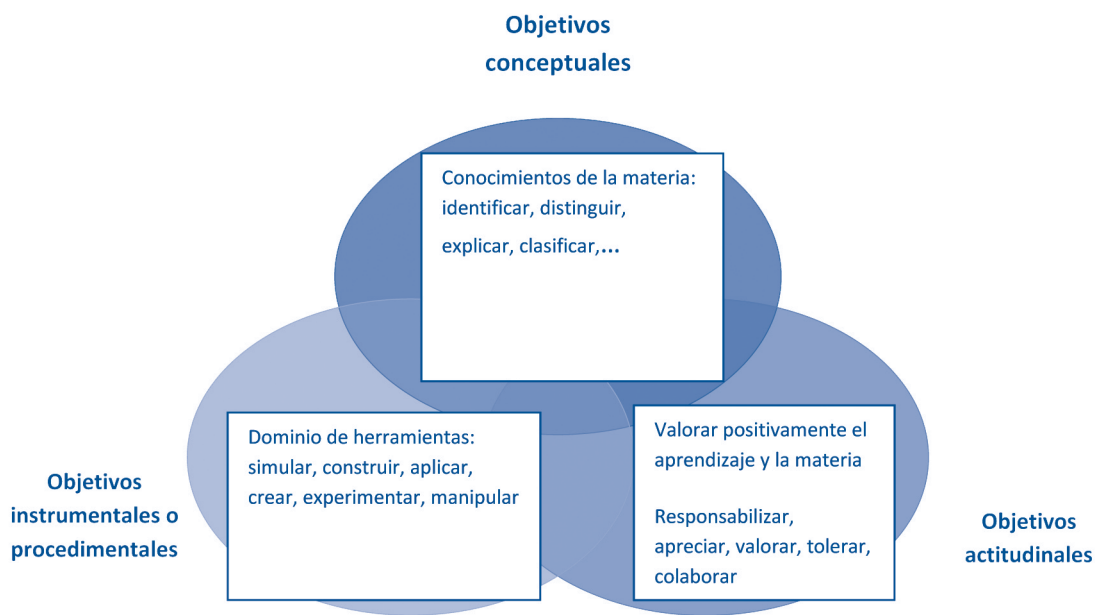 Objetivos
conceptuales
Conocimientos de la materia:
identificar, distinguir,
explicar, clasificar,...
Dominio de herramientas:
simular, construir, aplicar,
crear, experimentar, manipular
Valorar positivamente el
aprendizaje y la materia
Responsabilizar,
apreciar, valorar, tolerar,
colaborar
Objetivos
instrumentales o
procedimentales
Objetivos
actitudinales